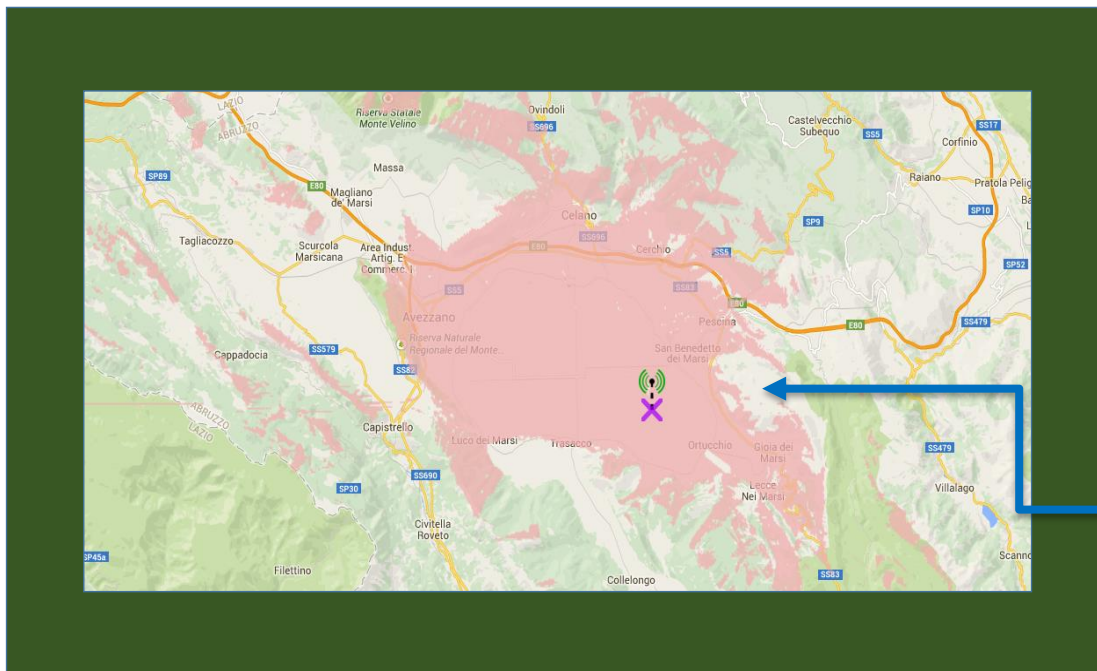 LAZIO
ABRUZZO
Riserva Statale
Monte Velino
Ovindoli
SS696
Castelvecchio
Subequo
SS5
SS17
Corfinio
Massa
SP89
E80
Magliano
de' Marsi
Raiano
Pratola Pelig
Ba
SP10
L
Celano
SS696
SP9
Tagliacozzo
Scurcola
Marsicana
Area Indust.
Artig. E
Commerc. I
E80
Cerchio
SS5
SP52
SS5
SS83
Avezzano
E80
Pescina
E80
SS479
Riserva Naturale
Regionale del Monte...
San Benedetto
dei Marsi
Cappadocia
SS579
SS82
ABRUZZO
LAZIO
Capistrello
Luco dei Marsi
Trasacco
Ortucchio
Gioia dei
Marsi
SS479
SS690
SP30
Lecce
Nei Marsi
Villalago
Civitella
Roveto
SP45a
Filettino
Collelongo
SS83
Scanno